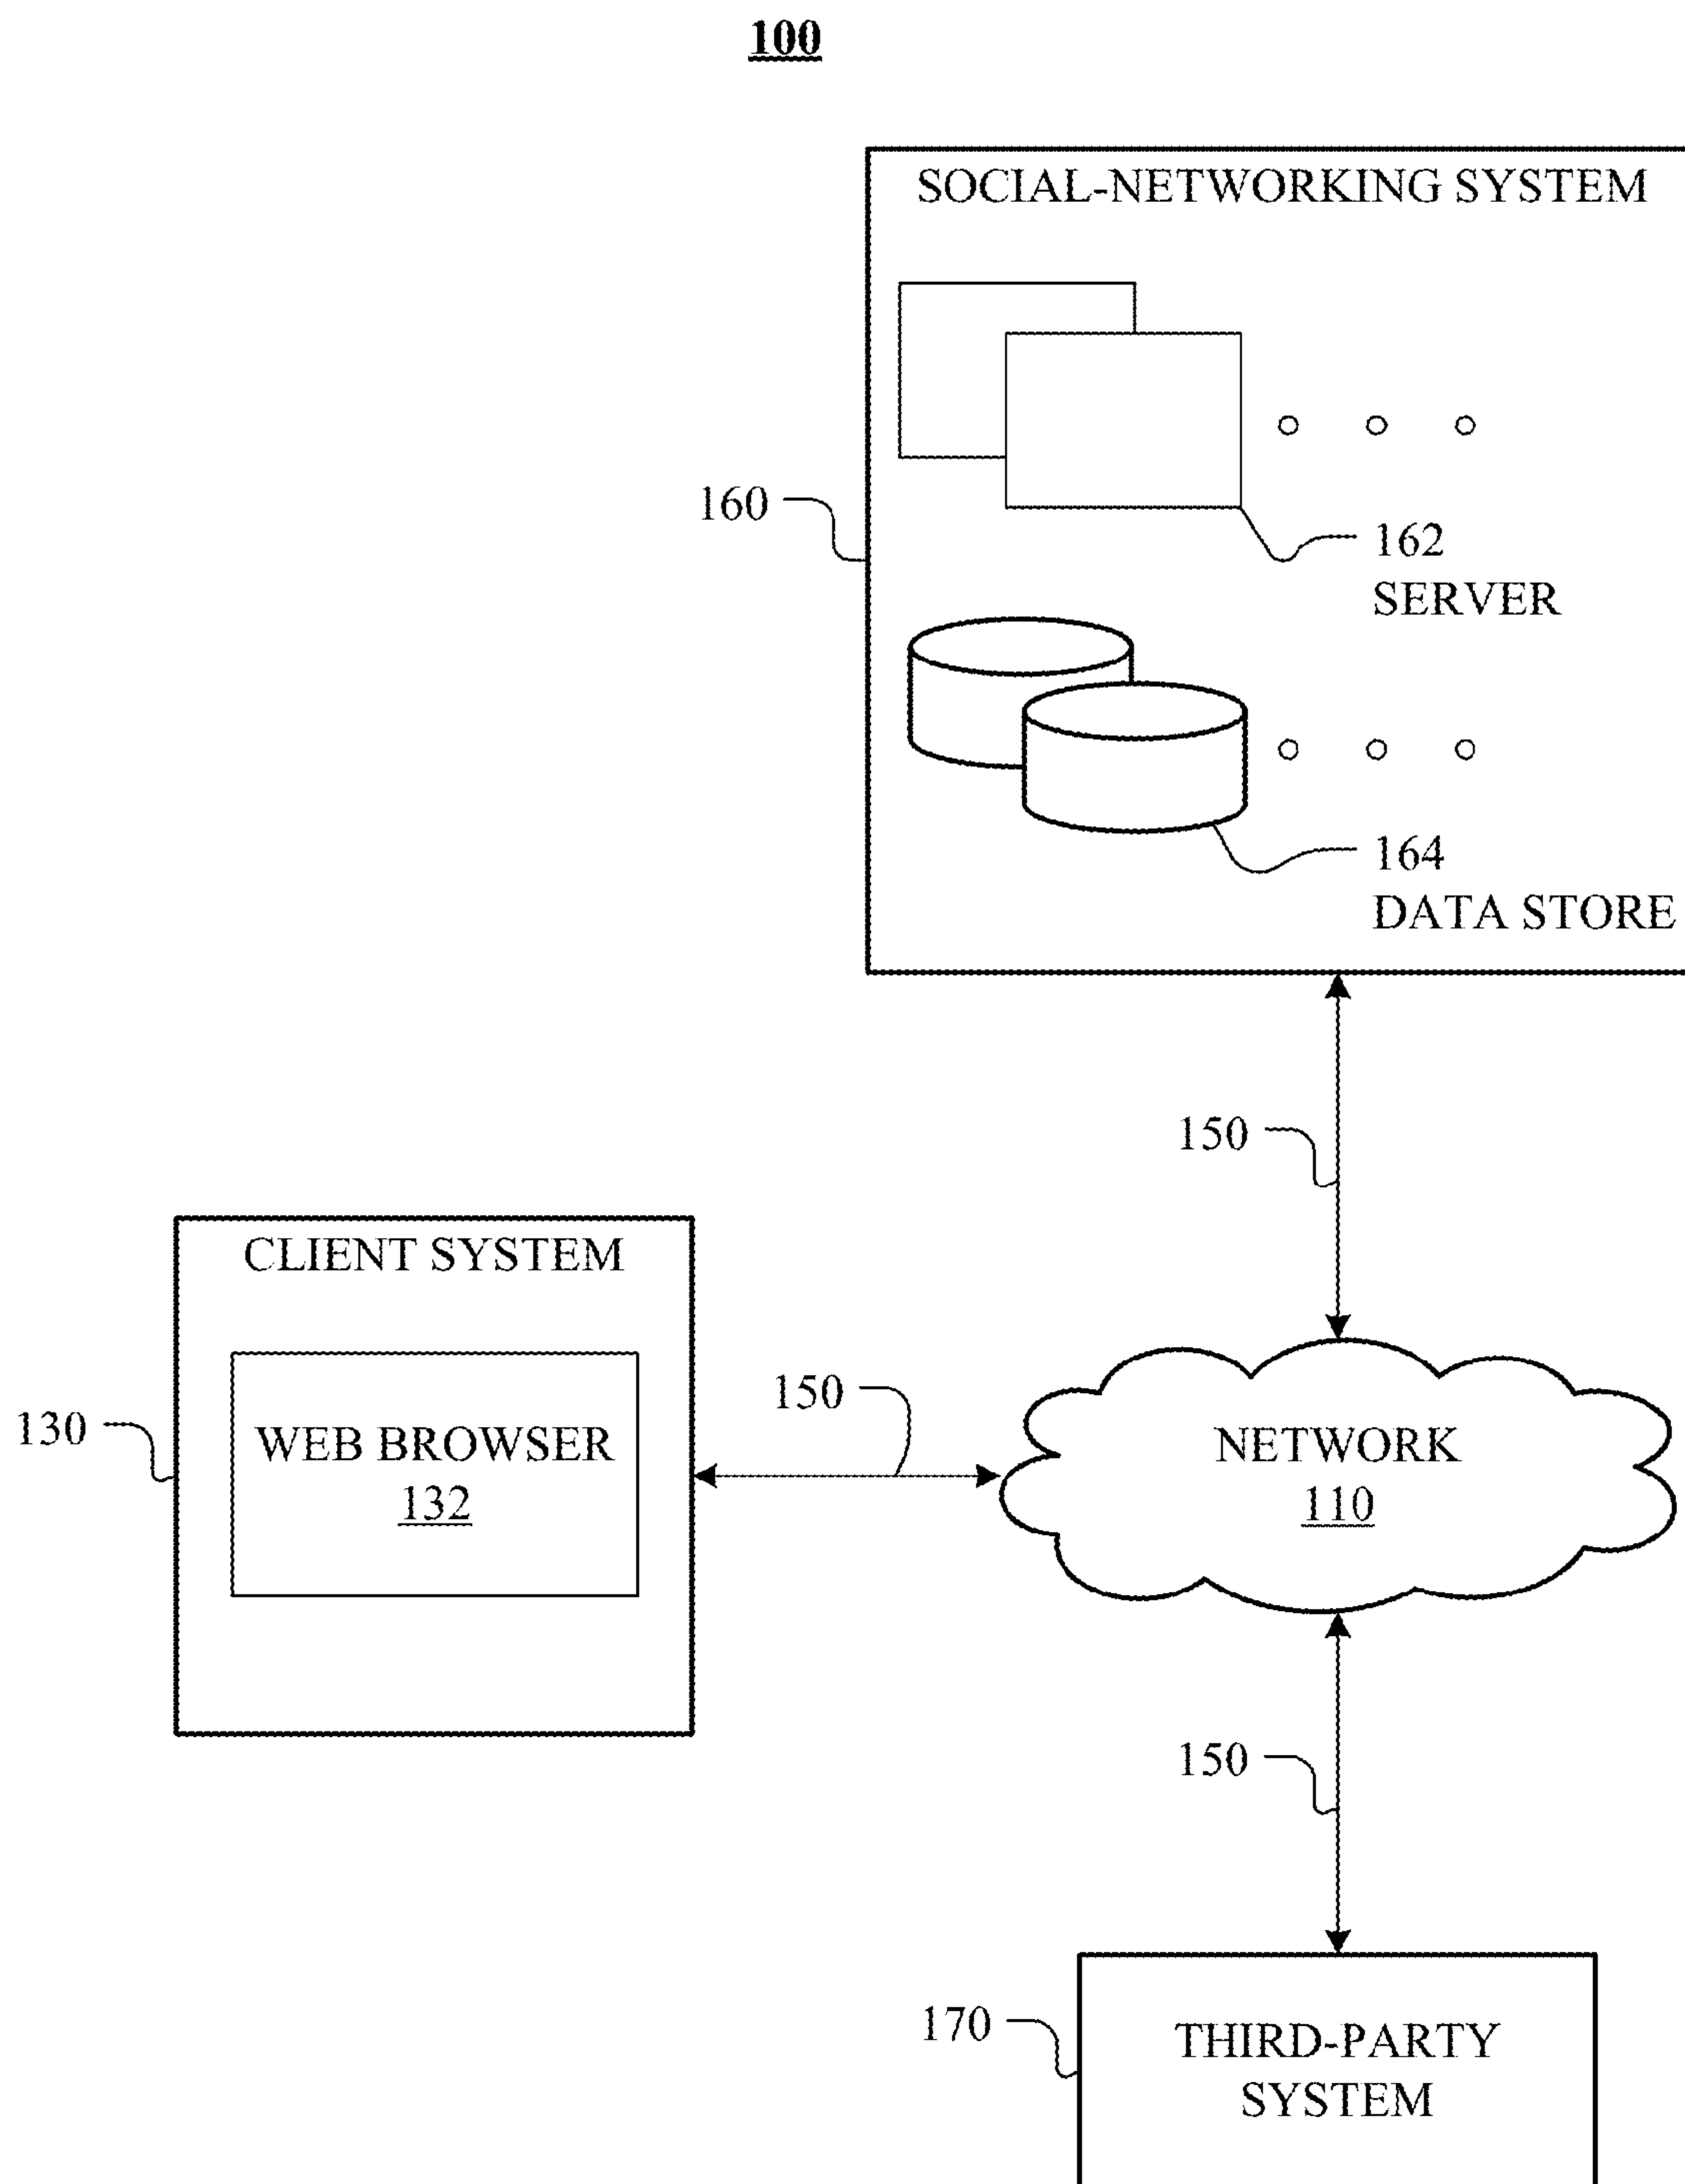 100
SOCIAL-NETWORKING SYSTEM
160
162
SERVER
164
DATA STORE
150
CLIENT SYSTEM
130
WEB BROWSER
132
150
NETWORK
110
150
170
THIRD-PARTY
SYSTEM